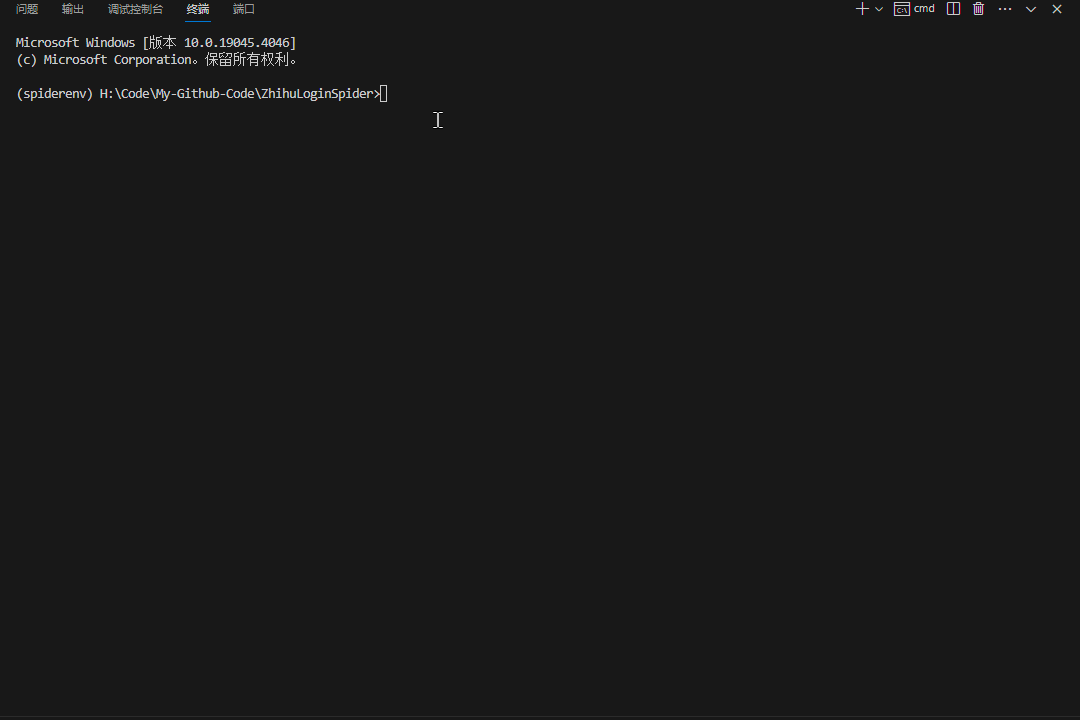 问题 输出 调试控制台 终端 端口 cmd
Microsoft Windows [版本 10.0.19045.4046]
(c) Microsoft Corporation。保留所有权利。
(spiderenv) H:\Code\My-Github-Code\ZhihuLoginSpider>